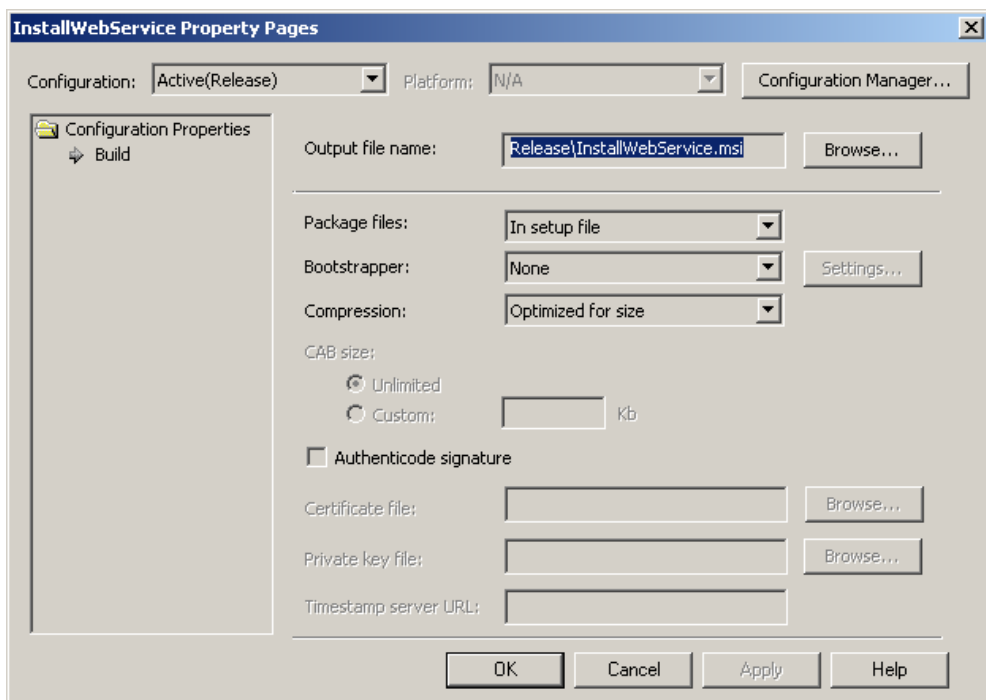 InstallWebService Property Pages
Configuration: Active(Release) Platform: N/A Configuration Manager...
Configuration Properties
Build
Output file name: Release\InstallWebService.msi Browse...
Package files: In setup file
Bootstrapper: None Settings...
Compression: Optimized for size
CAB size:
Unlimited
Custom: Kb
Authenticode signature
Certificate file: Browse...
Private key file: Browse...
Timestamp server URL:
OK Cancel Apply Help